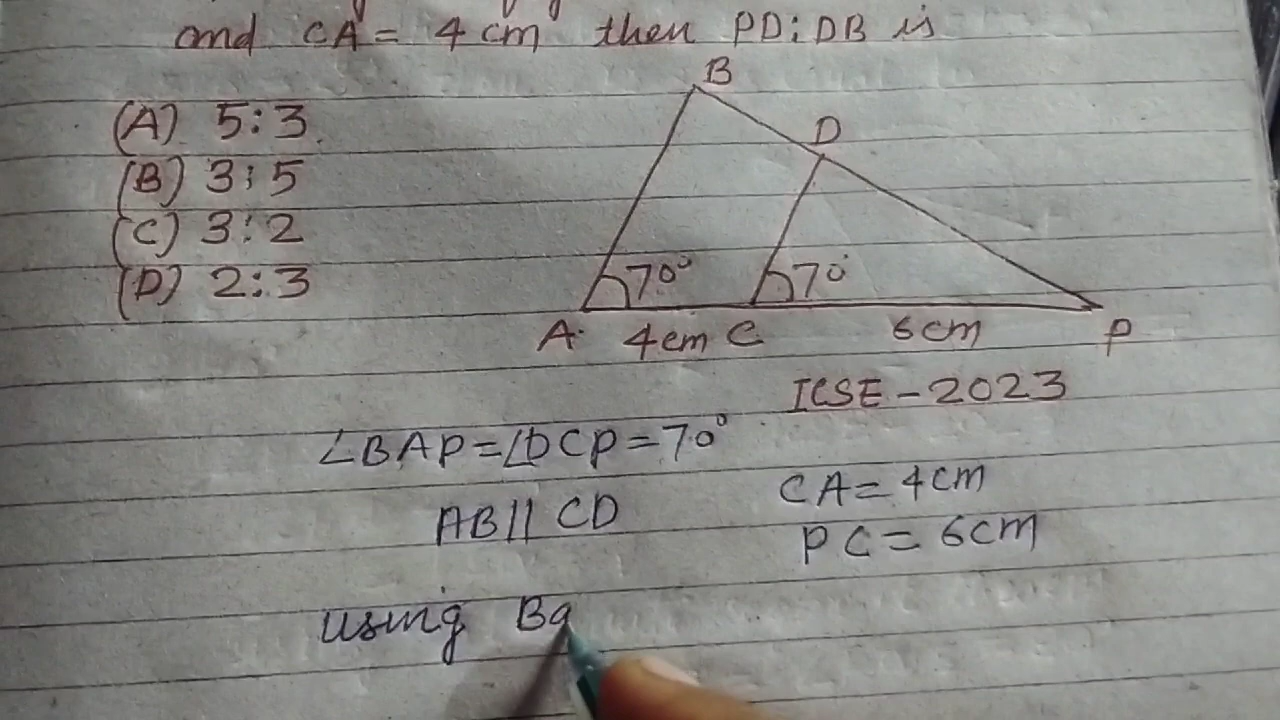 and CA = 4 cm then PD:DB is
(A) 5:3
(B) 3:5
(C) 3:2
(D) 2:3
B
D
70°
70°
A
4cm
C
6cm
P
ICSE - 2023
∠BAP = ∠DCP = 70°
CA = 4cm
AB || CD
PC = 6cm
using Ba